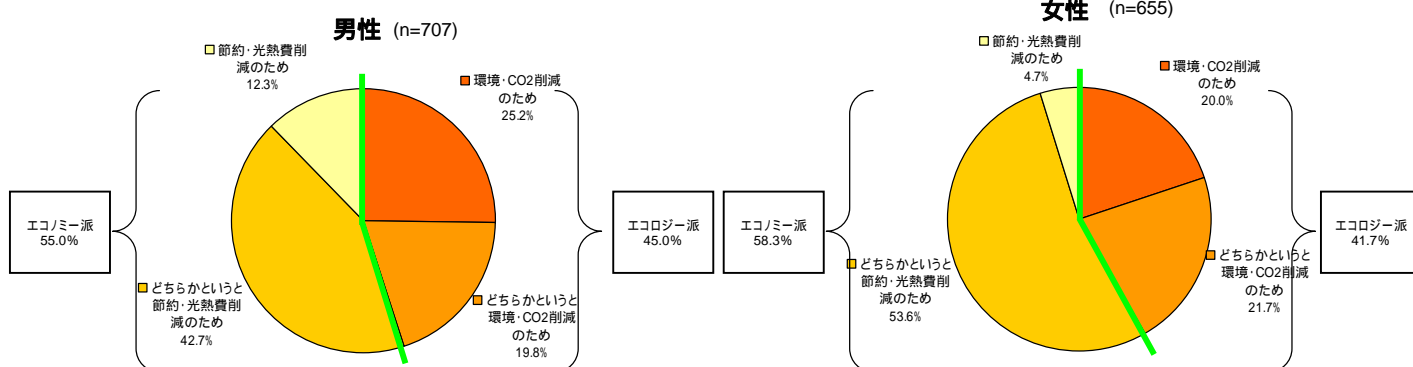 男性 (n=707)
節約・光熱費削
減のため
12.3%
環境・CO2削減
のため
25.2%
エコノミー派
55.0%
エコロジー派
45.0%
どちらかというと
節約・光熱費削
減のため
42.7%
どちらかというと
環境・CO2削減
のため
19.8%
女性 (n=655)
節約・光熱費削
減のため
4.7%
環境・CO2削減
のため
20.0%
エコノミー派
58.3%
エコロジー派
41.7%
どちらかというと
節約・光熱費削
減のため
53.6%
どちらかというと
環境・CO2削減
のため
21.7%